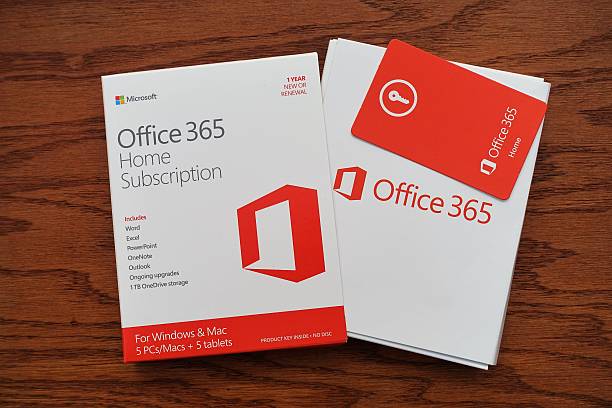 Microsoft
1 YEAR
NEW OR
RENEWAL
Office 365
Home
Subscription
Includes
Word
Excel
PowerPoint
OneNote
Outlook
Ongoing upgrades
1TB OneDrive storage
For Windows & Mac
5 PCs/Macs + 5 tablets
PRODUCT KEY INSIDE • NO DISC
Office 365
Home
Office 365